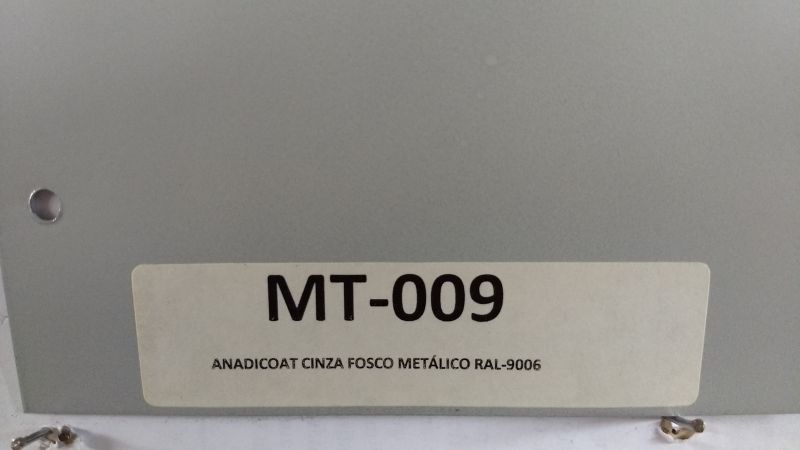 MT-009
ANADICOAT CINZA FOSCO METÁLICO RAL-9006